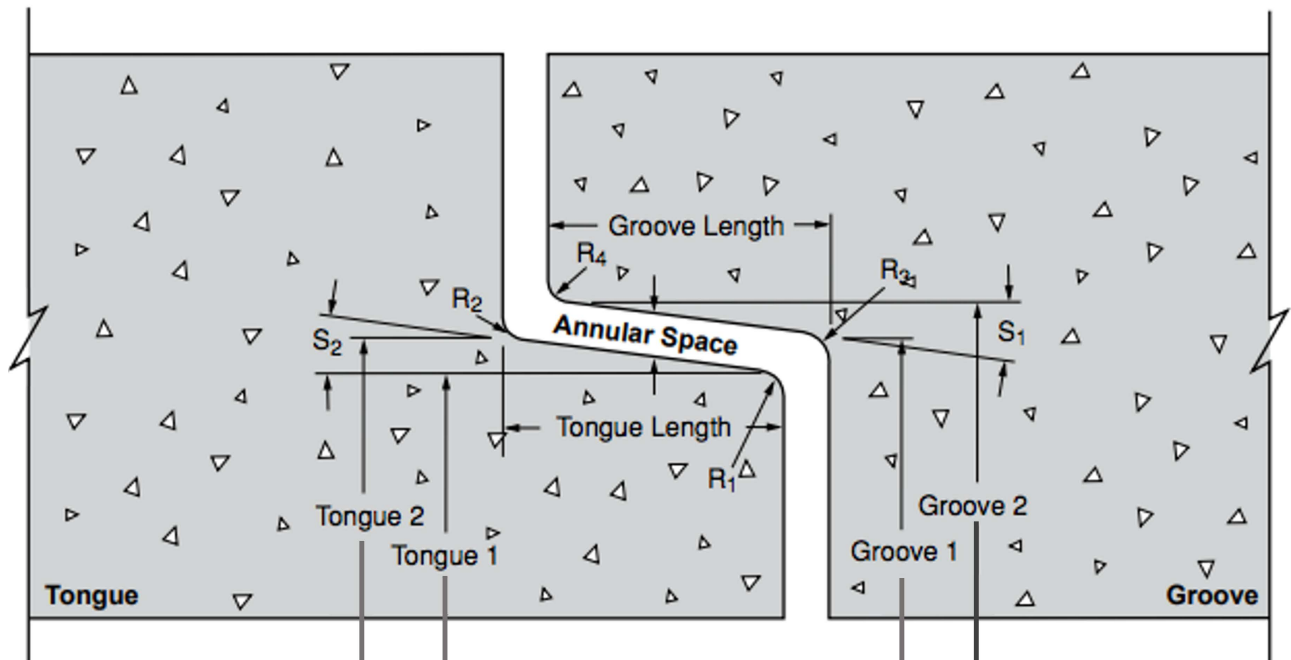 Groove Length
R4
R3
R2
Annular Space
S1
S2
Tongue Length
R1
Groove 2
Tongue 2
Groove 1
Tongue 1
Tongue
Groove